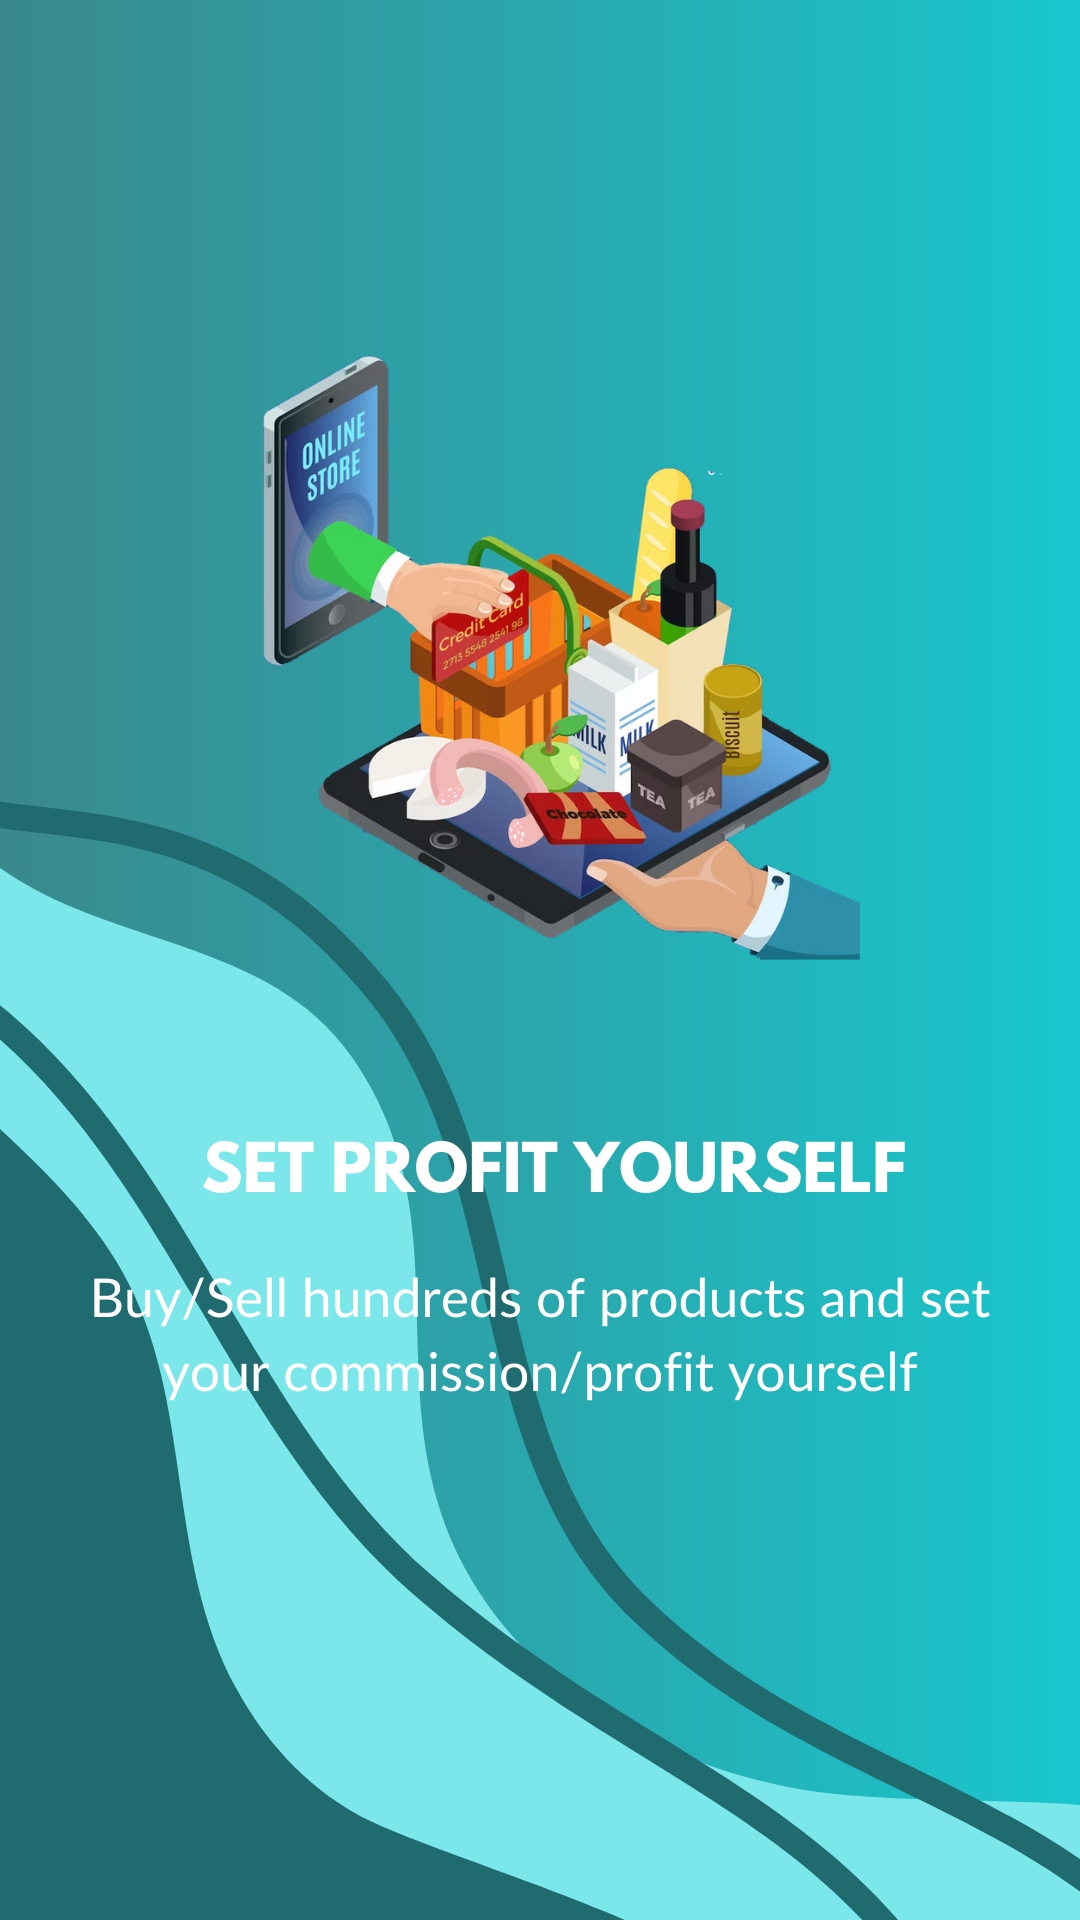 ONLINE
STORE
Credit Card
2713 5548 2541 98
MILK
MILK
Biscuit
TEA
TEA
Chocolate
SET PROFIT YOURSELF
Buy/Sell hundreds of products and set
your commission/profit yourself